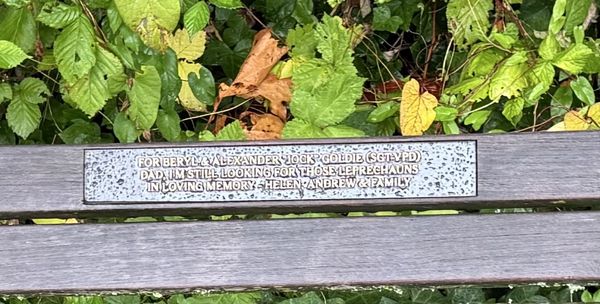 FOR BERYL & ALEXANDER "JOCK" GOLDIE (SGT-VPD)
DAD, I'M STILL LOOKING FOR THOSE LEPRECHAUNS
IN LOVING MEMORY - HELEN, ANDREW & FAMILY